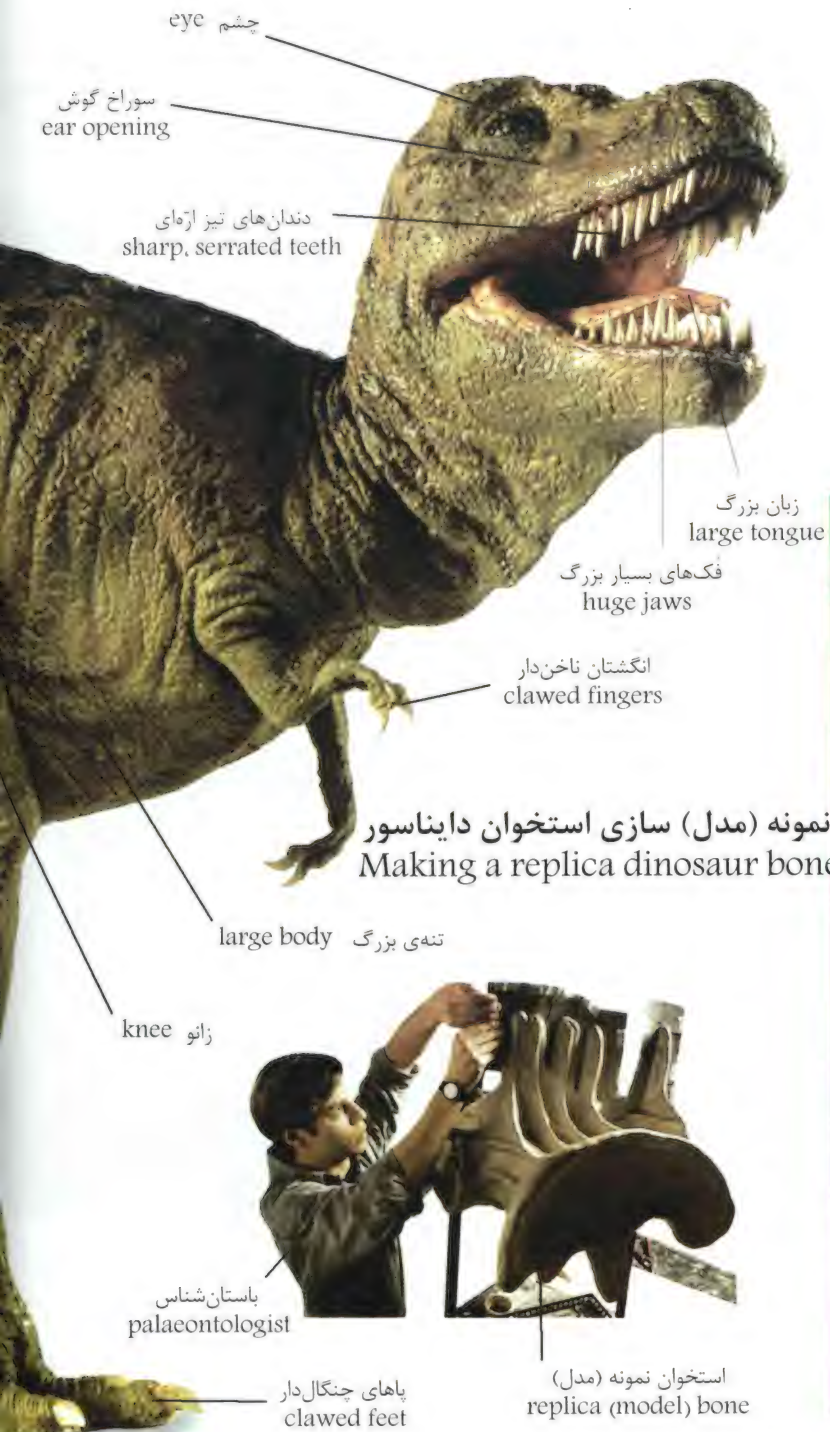 چشم eye
سوراخ گوش
ear opening
دندان‌های تیز ارّه‌ای
sharp, serrated teeth
زبان بزرگ
large tongue
فک‌های بسیار بزرگ
huge jaws
انگشتان ناخن‌دار
clawed fingers
نمونه (مدل) سازی استخوان دایناسور
Making a replica dinosaur bone
تنه‌ی بزرگ large body
زانو knee
باستان‌شناس
palaeontologist
استخوان نمونه (مدل)
replica (model) bone
پاهای چنگال‌دار
clawed feet